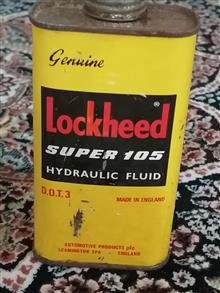 Genuine
Lockheed®
SUPER 105
HYDRAULIC FLUID
D.O.T.3
MADE IN ENGLAND
AUTOMOTIVE PRODUCTS plc
LEAMINGTON SPA - ENGLAND